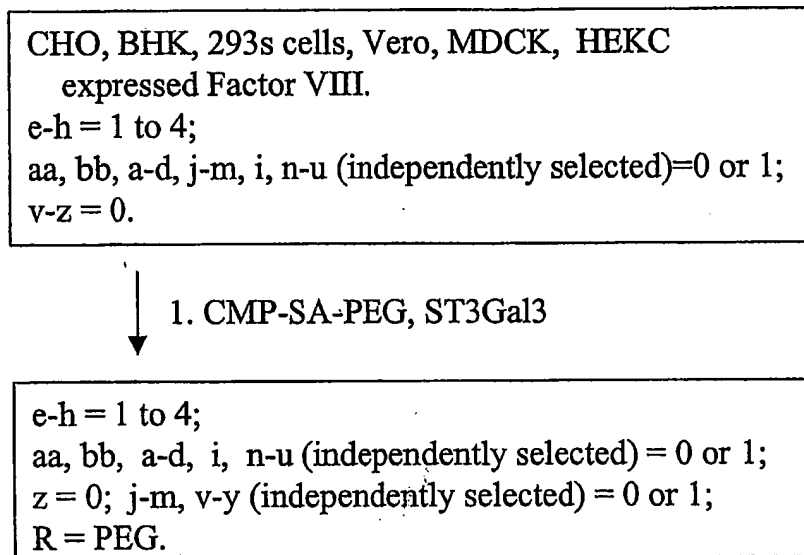 CHO, BHK, 293s cells, Vero, MDCK, HEKC
expressed Factor VIII.
e-h = 1 to 4;
aa, bb, a-d, j-m, i, n-u (independently selected)=0 or 1;
v-z = 0.
1. CMP-SA-PEG, ST3Gal3
e-h = 1 to 4;
aa, bb, a-d, i, n-u (independently selected) = 0 or 1;
z = 0; j-m, v-y (independently selected) = 0 or 1;
R = PEG.